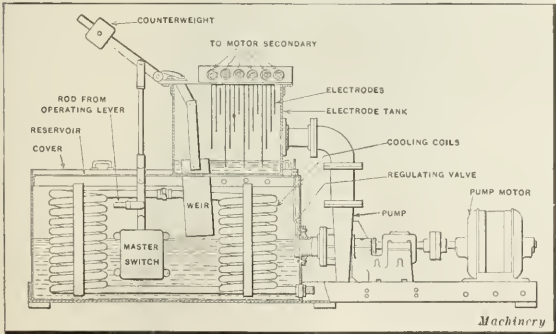 COUNTERWEIGHT
TO MOTOR SECONDARY
ELECTRODES
ELECTRODE TANK
ROD FROM
OPERATING LEVER
RESERVOIR
COVER
COOLING COILS
REGULATING VALVE
PUMP MOTOR
WEIR
PUMP
MASTER
SWITCH
Machinery